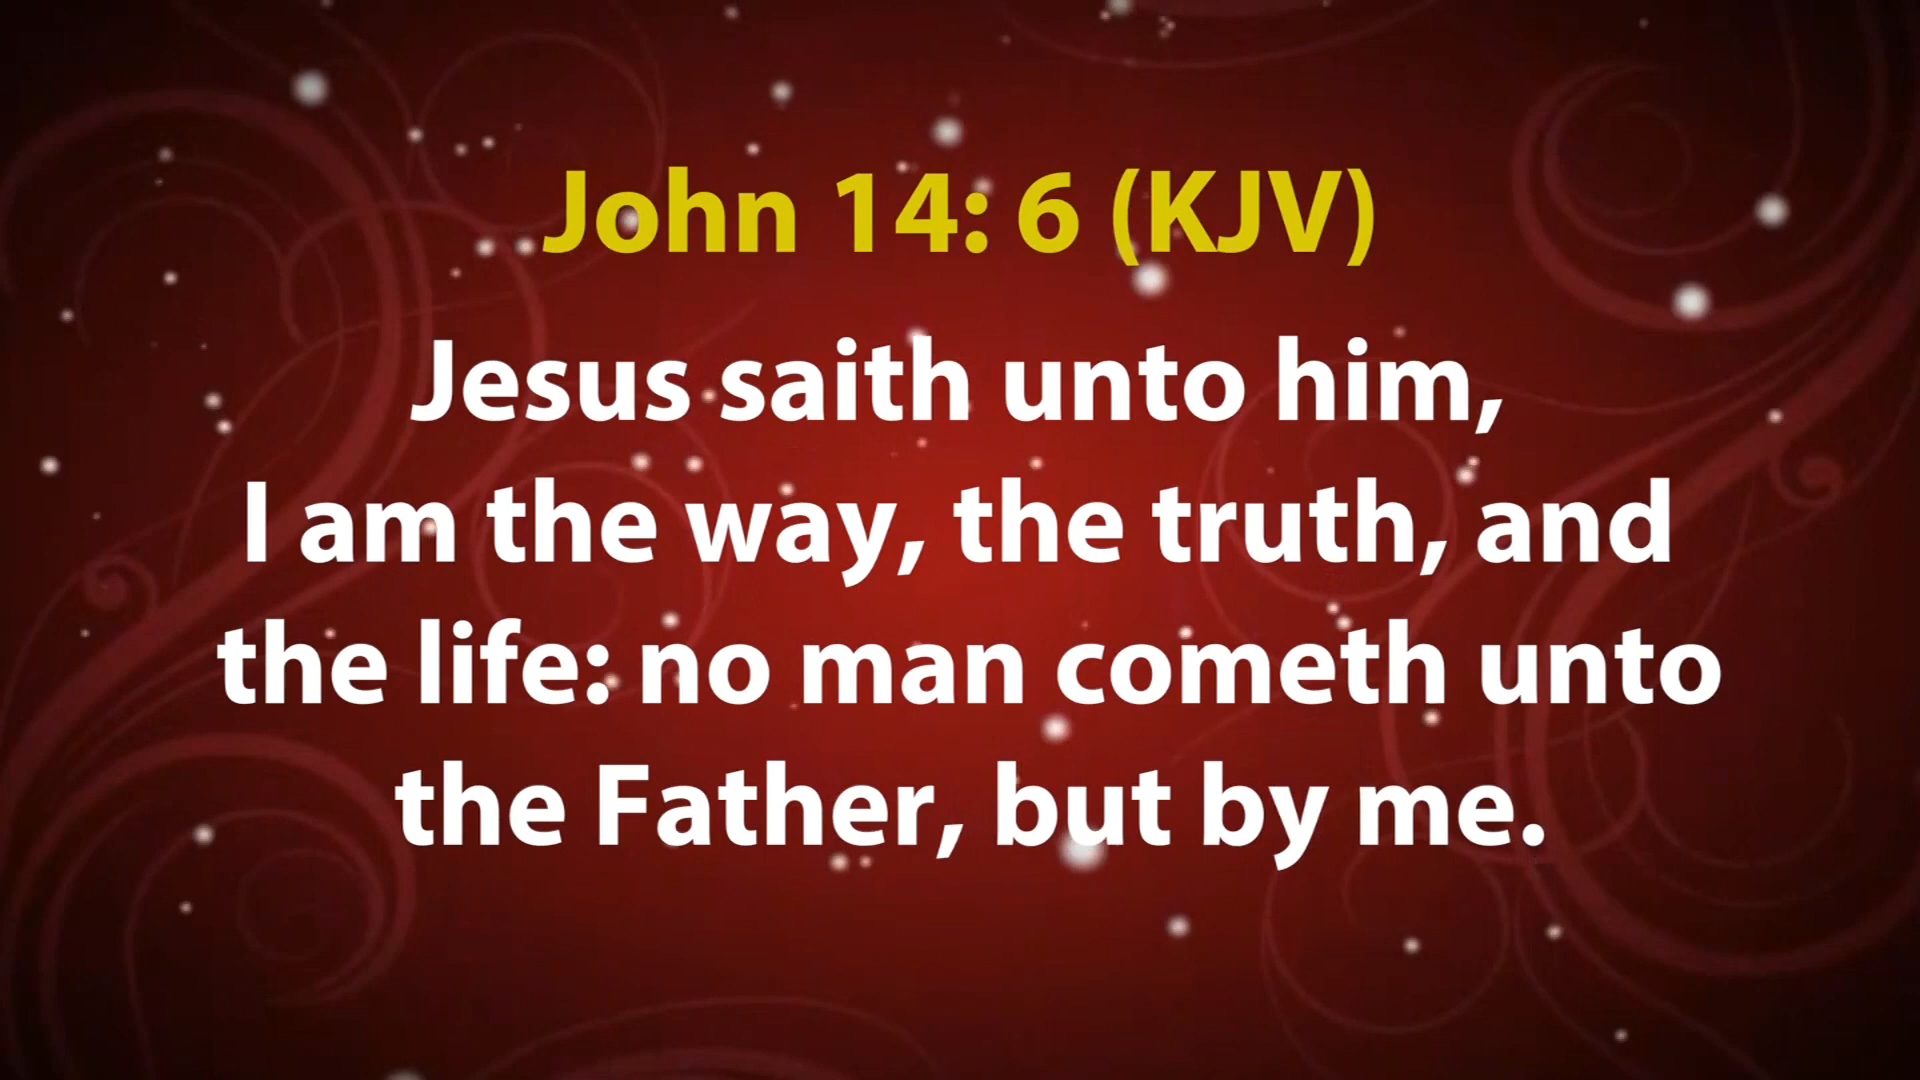 John 14: 6 (KJV)
Jesus saith unto him,
I am the way, the truth, and
the life: no man cometh unto
the Father, but by me.